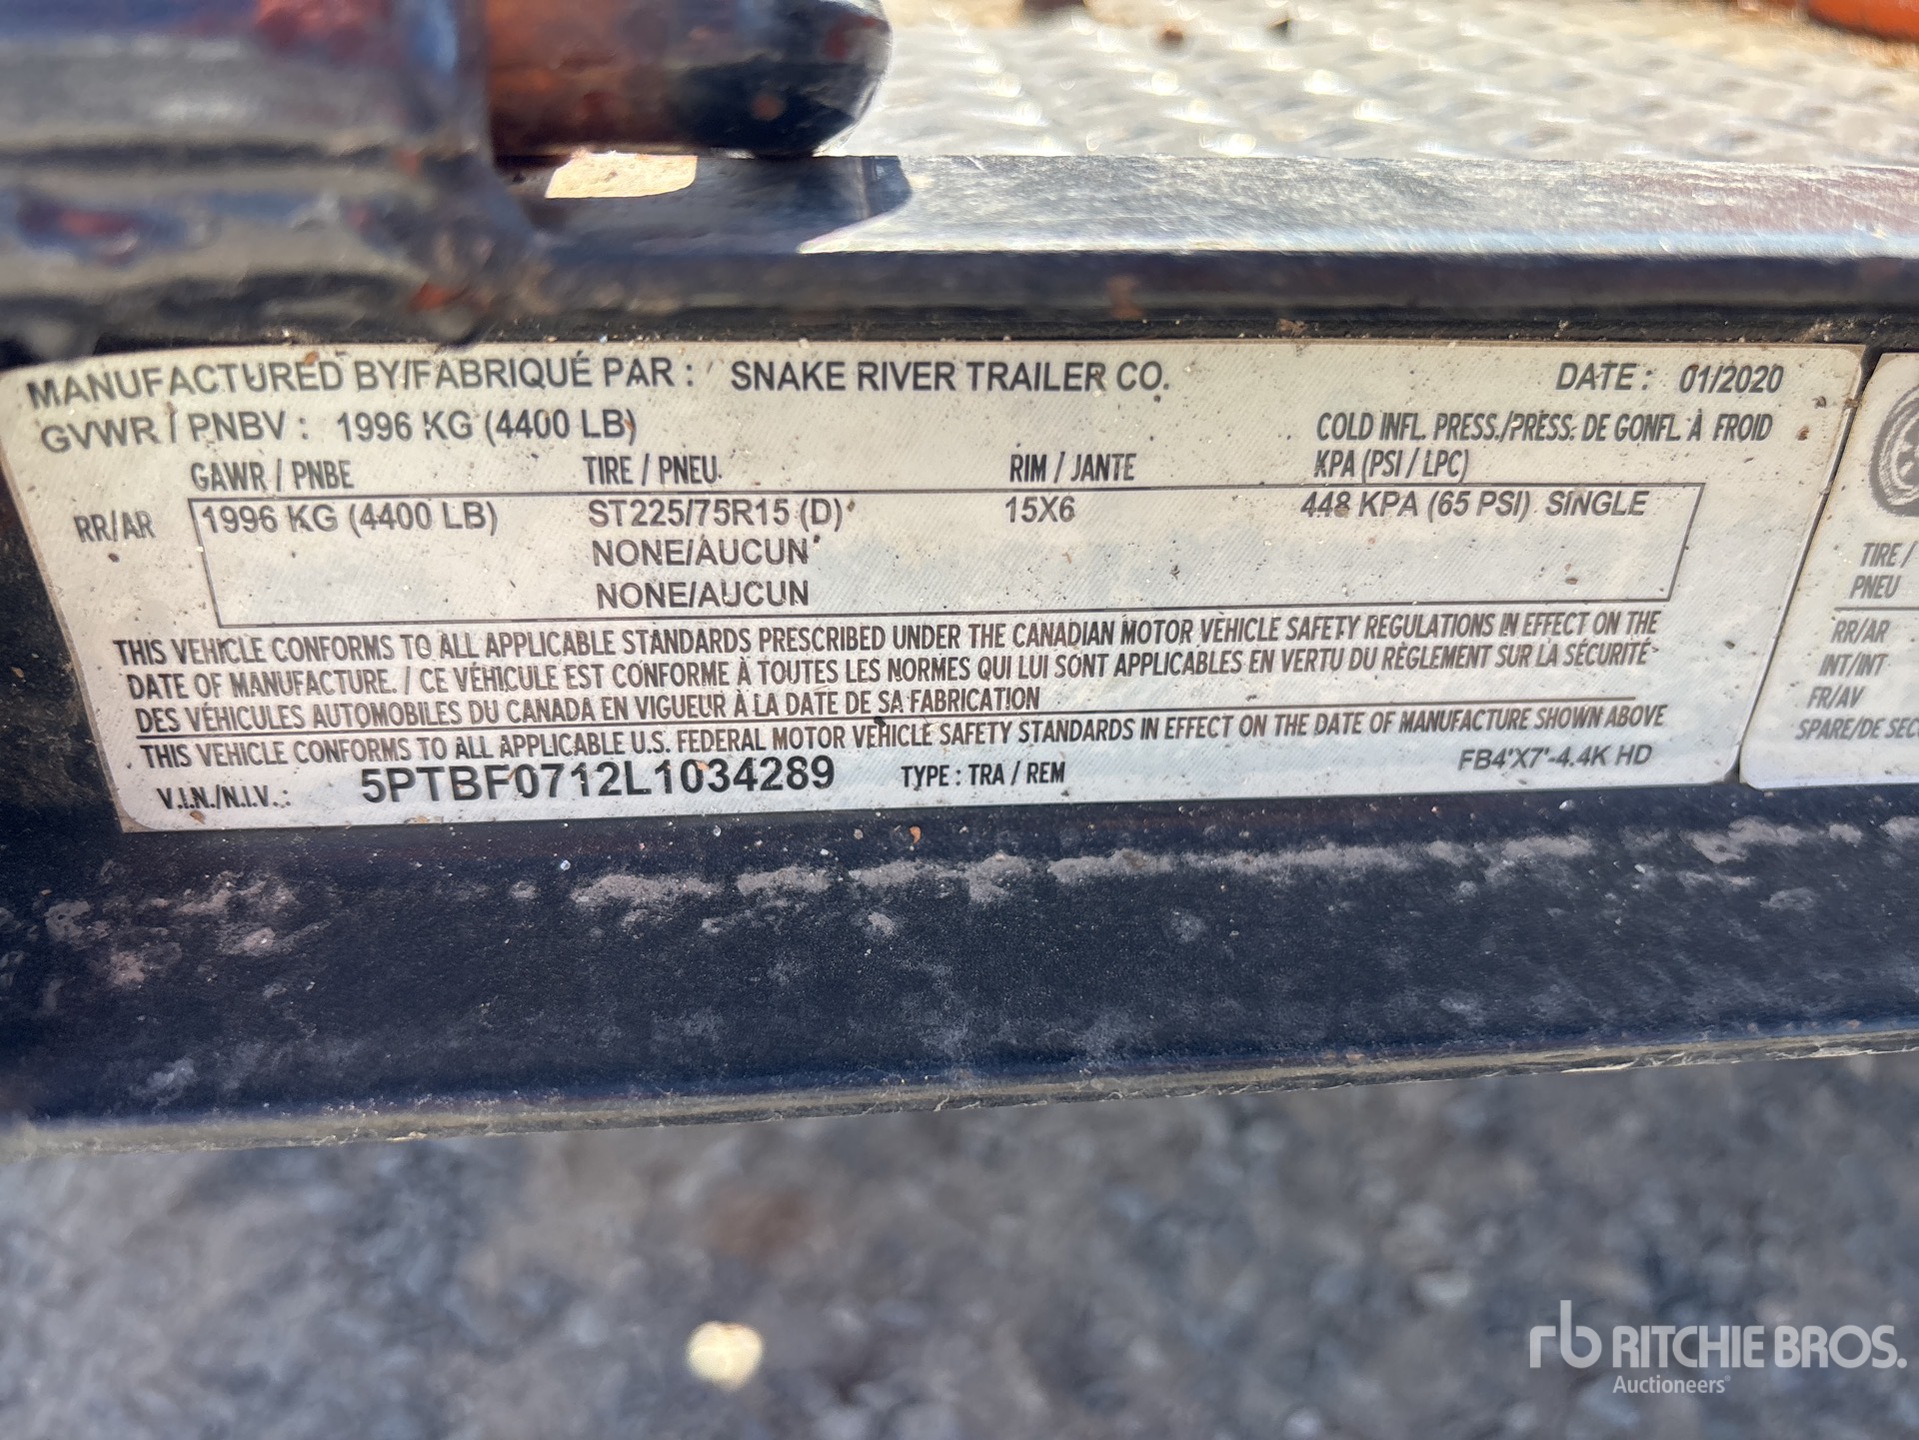 MANUFACTURED BY/FABRIQUÉ PAR : SNAKE RIVER TRAILER CO. DATE : 01/2020
GVWR / PNBV : 1996 KG (4400 LB) COLD INFL. PRESS./PRESS. DE GONFL. À FROID
GAWR / PNBE TIRE / PNEU RIM / JANTE KPA (PSI / LPC)
RR/AR 1996 KG (4400 LB) ST225/75R15 (D) 15X6 448 KPA (65 PSI) SINGLE
NONE/AUCUN
NONE/AUCUN
THIS VEHICLE CONFORMS TO ALL APPLICABLE STANDARDS PRESCRIBED UNDER THE CANADIAN MOTOR VEHICLE SAFETY REGULATIONS IN EFFECT ON THE
DATE OF MANUFACTURE. / CE VÉHICULE EST CONFORME À TOUTES LES NORMES QUI LUI SONT APPLICABLES EN VERTU DU RÈGLEMENT SUR LA SÉCURITÉ
DES VÉHICULES AUTOMOBILES DU CANADA EN VIGUEUR À LA DATE DE SA FABRICATION
THIS VEHICLE CONFORMS TO ALL APPLICABLE U.S. FEDERAL MOTOR VEHICLE SAFETY STANDARDS IN EFFECT ON THE DATE OF MANUFACTURE SHOWN ABOVE
V.I.N./N.I.V.: 5PTBF0712L1034289 TYPE : TRA / REM FB4'X7'-4.4K HD
TIRE /
PNEU
RR/AR
INT/INT
FR/AV
SPARE/DE SEC
rb RITCHIE BROS.
Auctioneers